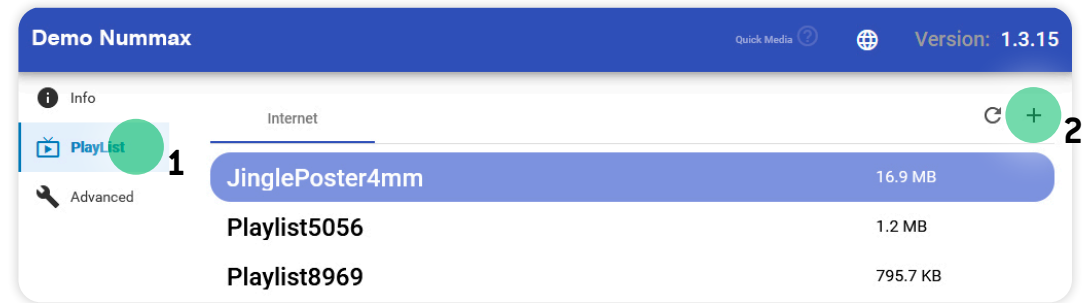 Demo Nummax
Quick Media ?
Version: 1.3.15
Info
Internet
+
2
PlayList
1
JinglePoster4mm 16.9 MB
Advanced
Playlist5056 1.2 MB
Playlist8969 795.7 KB